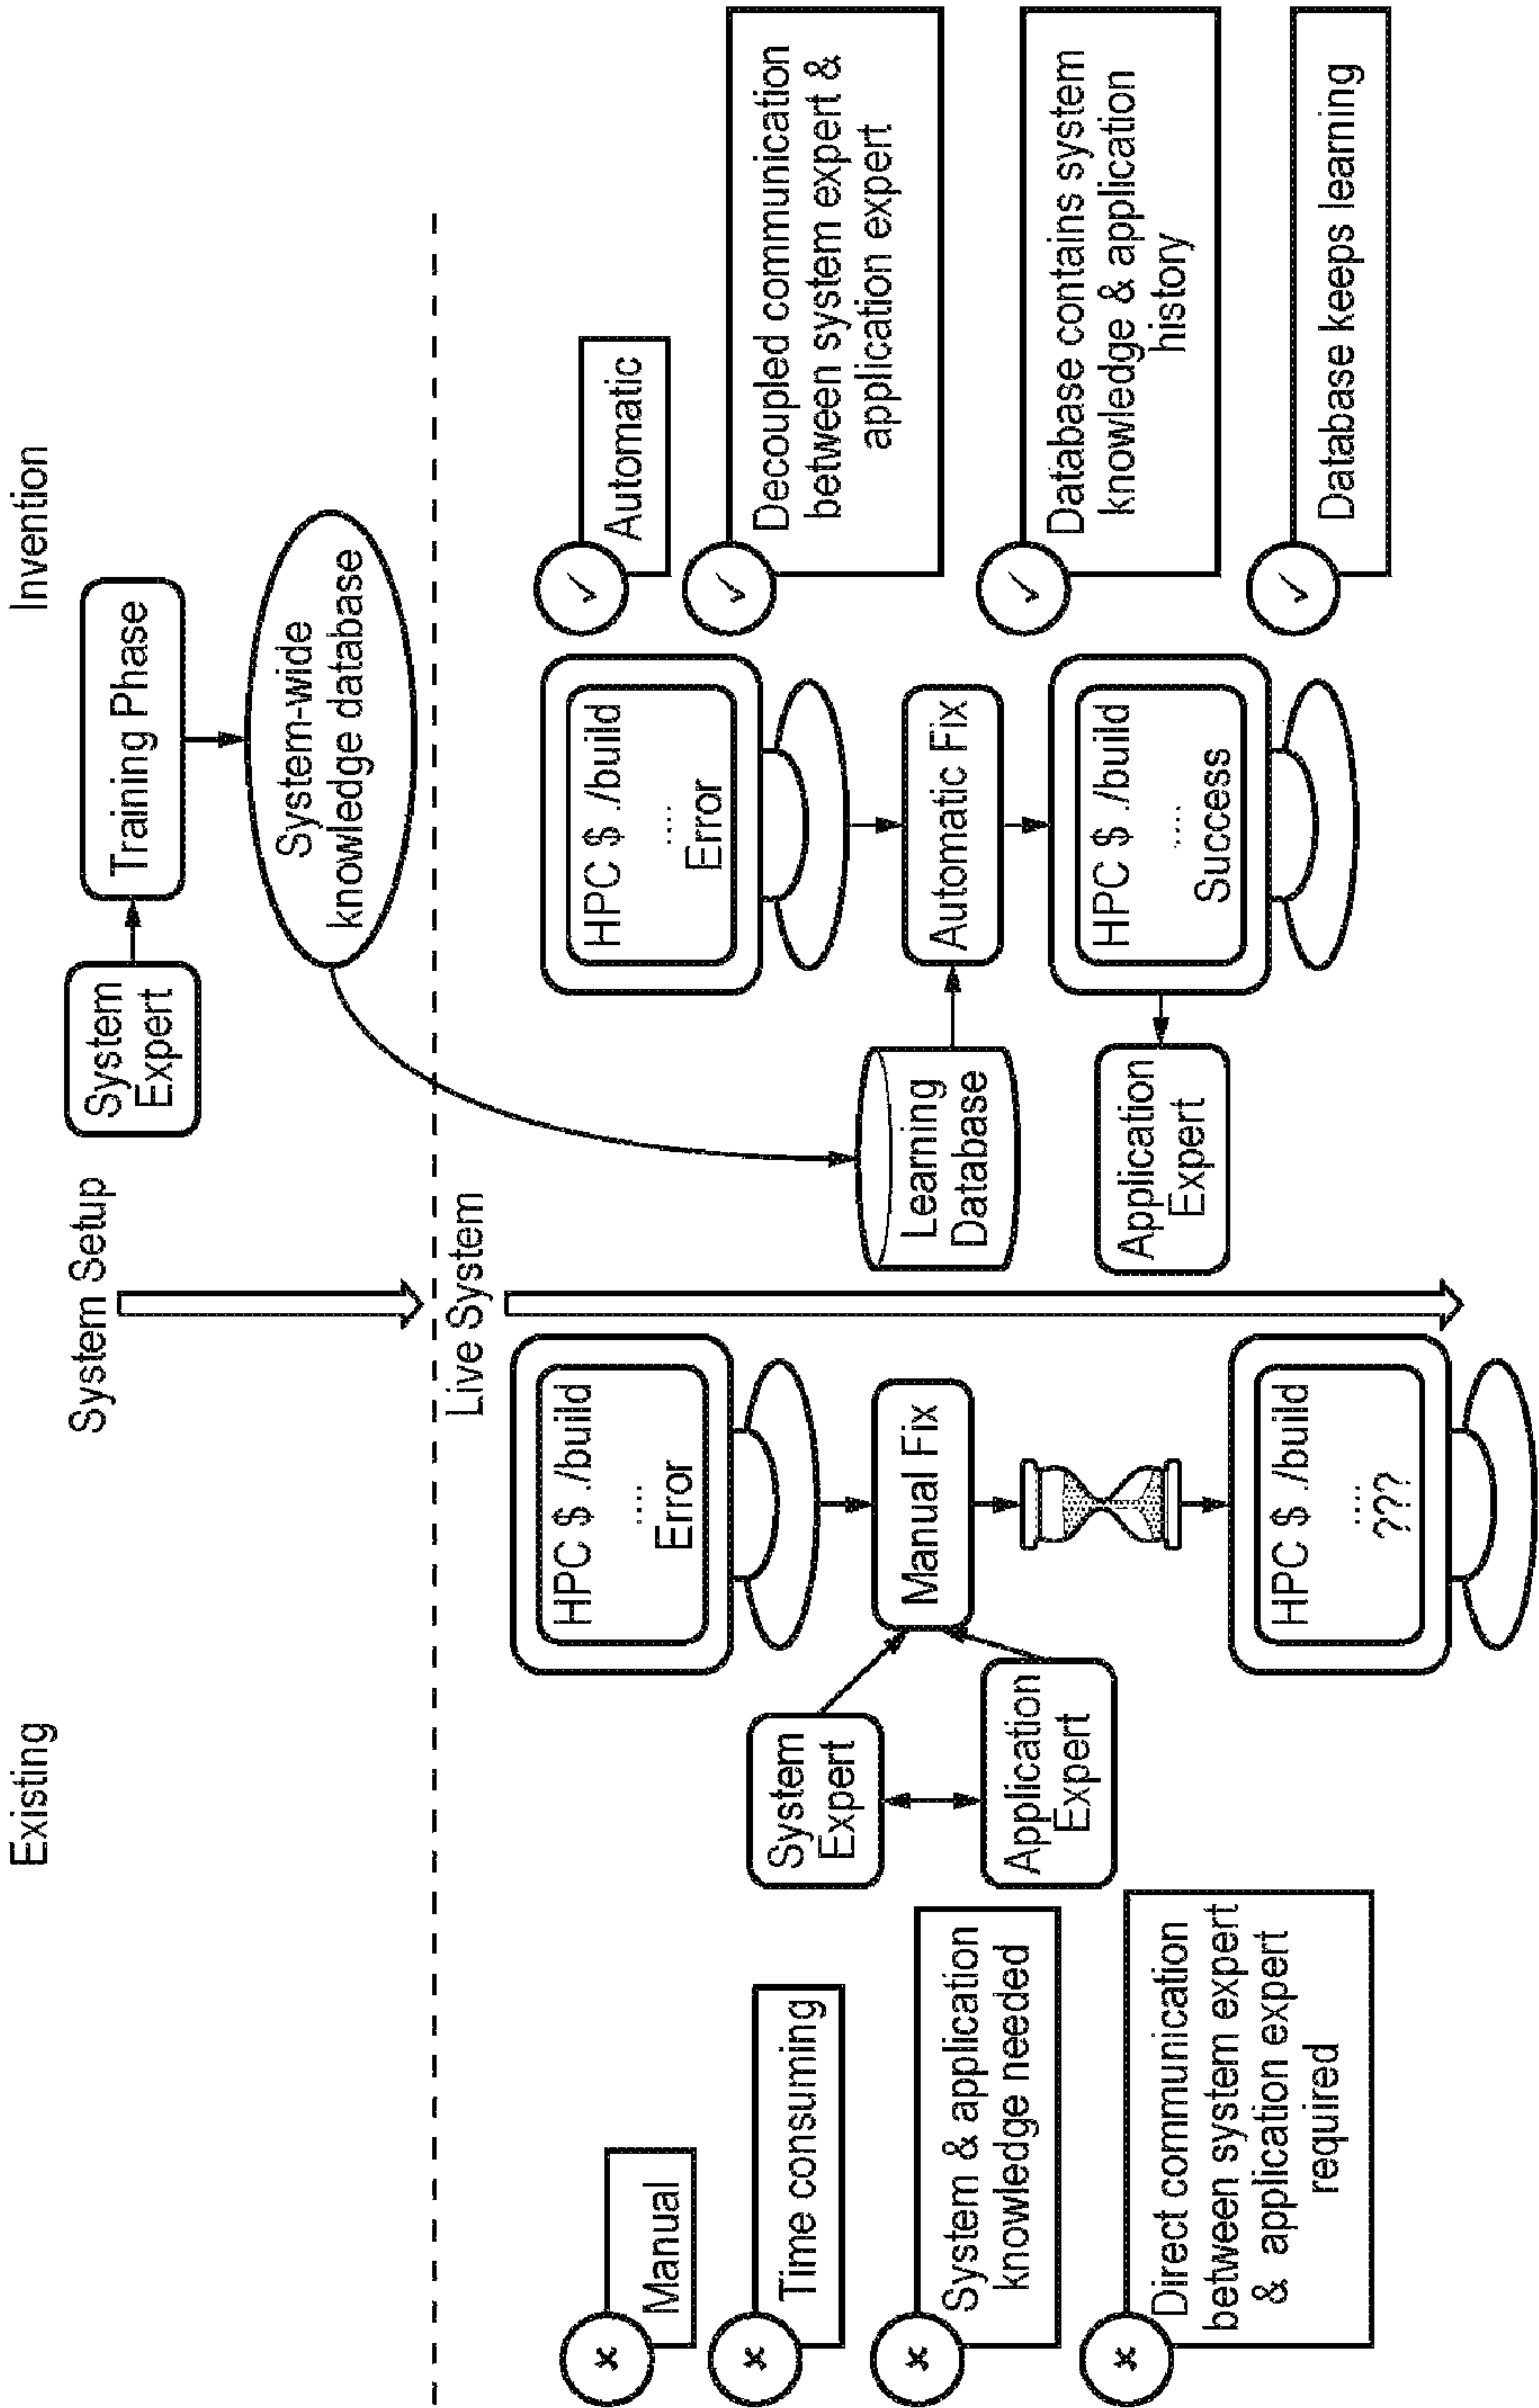 Existing
Invention
System Setup
System
Expert
Training Phase
System-wide
knowledge database
Live System
Manual
Time consuming
System & application
knowledge needed
Direct communication
between system expert
& application expert
required
System
Expert
Application
Expert
HPC $ ./build
....
Error
Manual Fix
HPC $ ./build
....
???
Learning
Database
Application
Expert
HPC $ ./build
....
Error
Automatic Fix
HPC $ ./build
....
Success
Automatic
Decoupled communication
between system expert &
application expert
Database contains system
knowledge & application
history
Database keeps learning